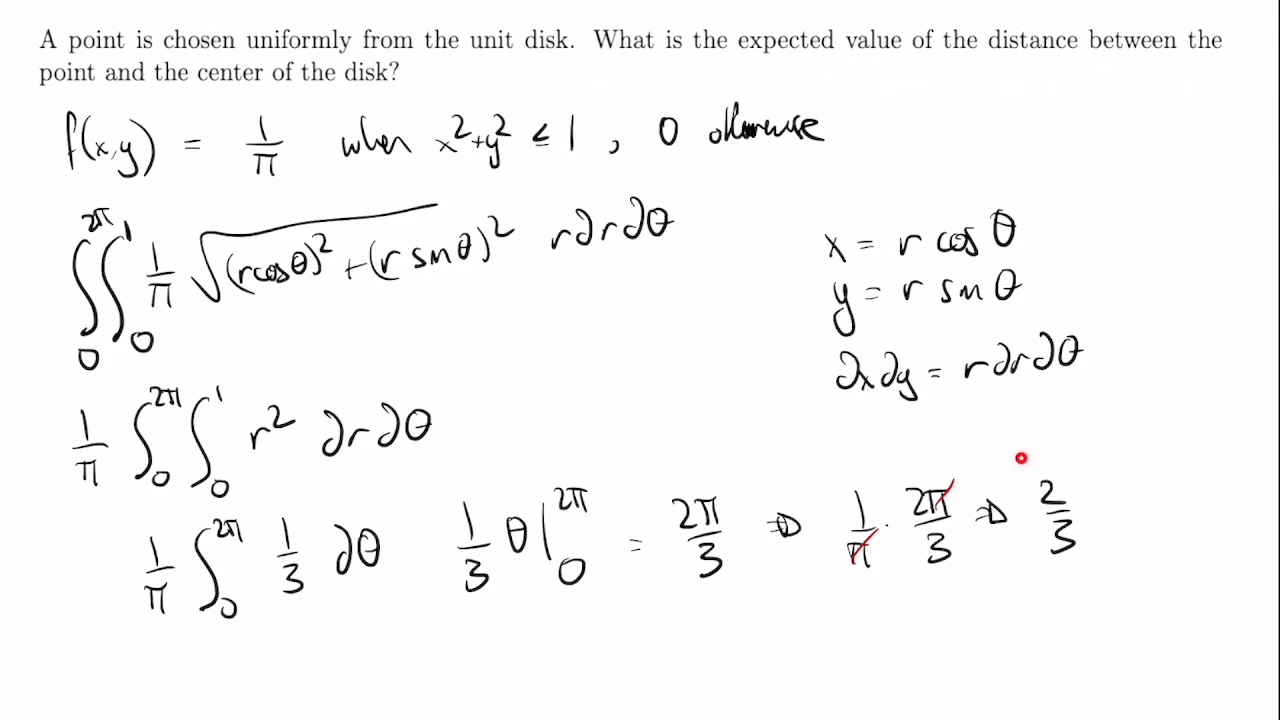 A point is chosen uniformly from the unit disk. What is the expected value of the distance between the
point and the center of the disk?
f(x,y) = 1/π when x²+y² ≤ 1, 0 otherwise
∫₀^{2π} ∫₀^1 1/π √((r cos θ)² + (r sin θ)²) r ∂r ∂θ
x = r cos θ
y = r sin θ
∂x ∂y = r ∂r ∂θ
1/π ∫₀^{2π} ∫₀^1 r² ∂r ∂θ
1/π ∫₀^{2π} 1/3 ∂θ 1/3 θ |₀^{2π} = 2π/3 ⇒ 1/π · 2π/3 ⇒ 2/3